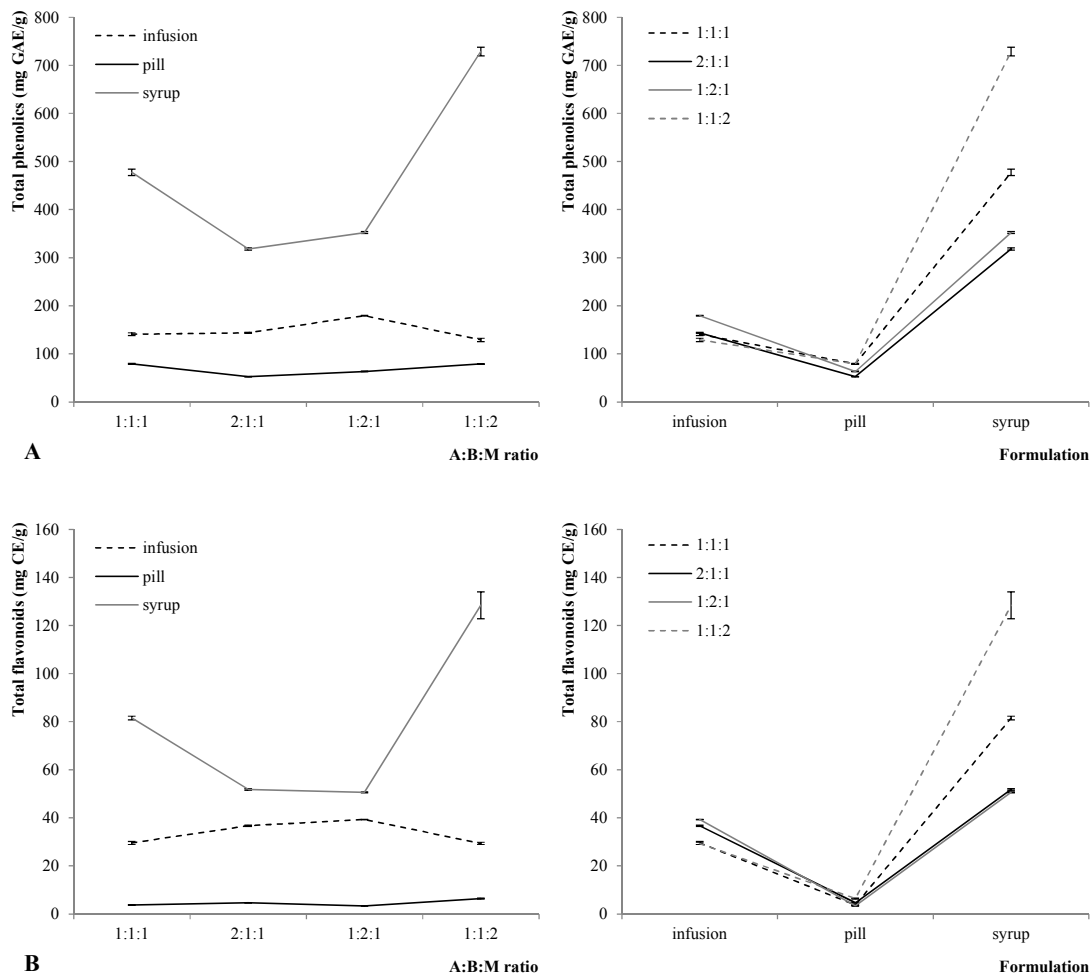 Total phenolics (mg GAE/g)
800
700
600
500
400
300
200
100
0
infusion
pill
syrup
1:1:1
2:1:1
1:2:1
1:1:2
A
A:B:M ratio
Total phenolics (mg GAE/g)
800
700
600
500
400
300
200
100
0
1:1:1
2:1:1
1:2:1
1:1:2
infusion
pill
syrup
Formulation
Total flavonoids (mg CE/g)
160
140
120
100
80
60
40
20
0
infusion
pill
syrup
1:1:1
2:1:1
1:2:1
1:1:2
B
A:B:M ratio
Total flavonoids (mg CE/g)
160
140
120
100
80
60
40
20
0
1:1:1
2:1:1
1:2:1
1:1:2
infusion
pill
syrup
Formulation